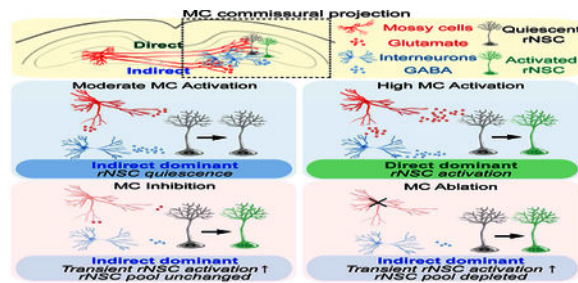 MC commissural projection
Direct
Indirect
Mossy cells
Glutamate
Interneurons
GABA
Quiescent
rNSC
Activated
rNSC
Moderate MC Activation
Indirect dominant
rNSC quiescence
High MC Activation
Direct dominant
rNSC activation
MC Inhibition
Indirect dominant
Transient rNSC activation ↑
rNSC pool unchanged
MC Ablation
Indirect dominant
Transient rNSC activation ↑
rNSC pool depleted